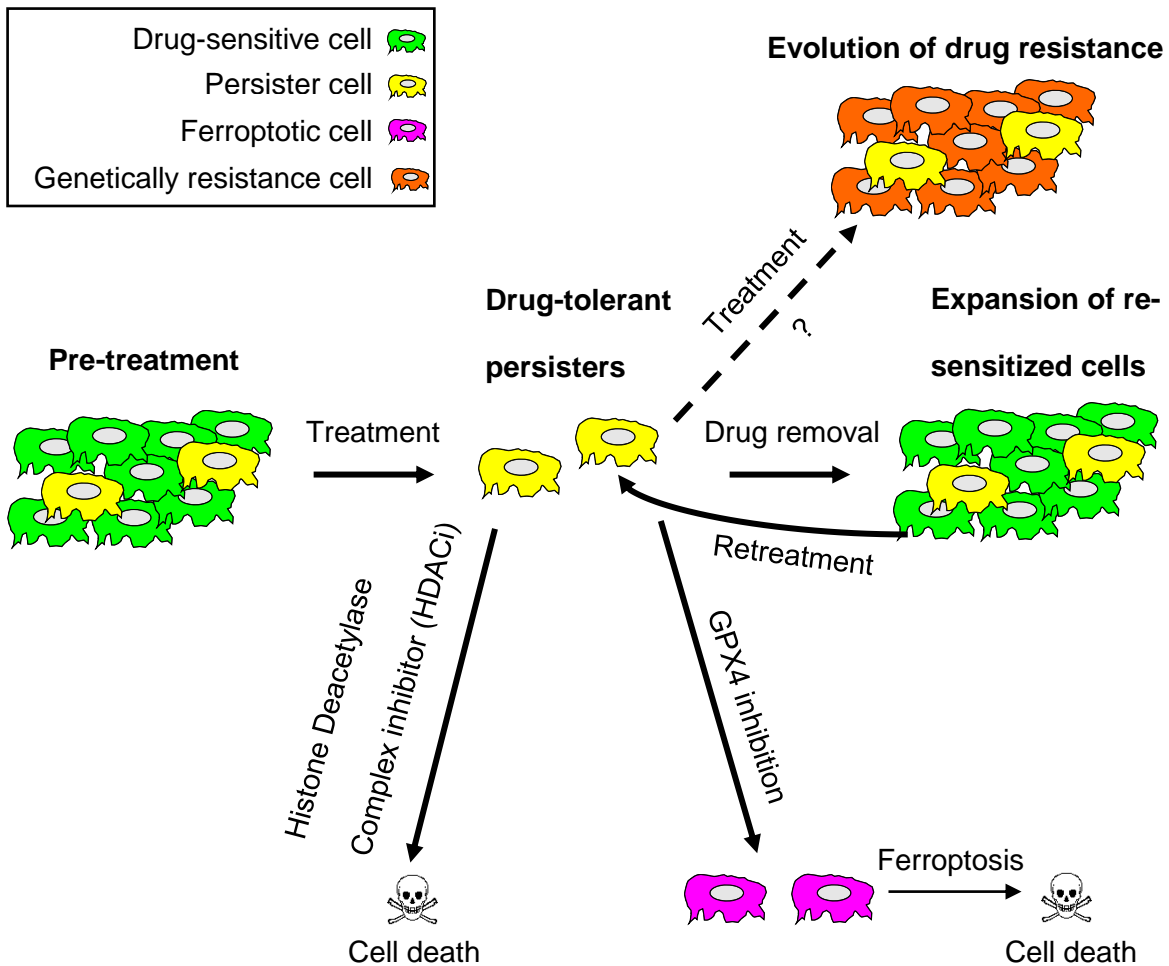 Drug-sensitive cell
Persister cell
Ferroptotic cell
Genetically resistance cell
Evolution of drug resistance
Treatment
?
Drug-tolerant
persisters
Expansion of re-
sensitized cells
Pre-treatment
Treatment
Drug removal
Retreatment
Histone Deacetylase
Complex inhibitor (HDACi)
GPX4 inhibition
Ferroptosis
Cell death
Cell death